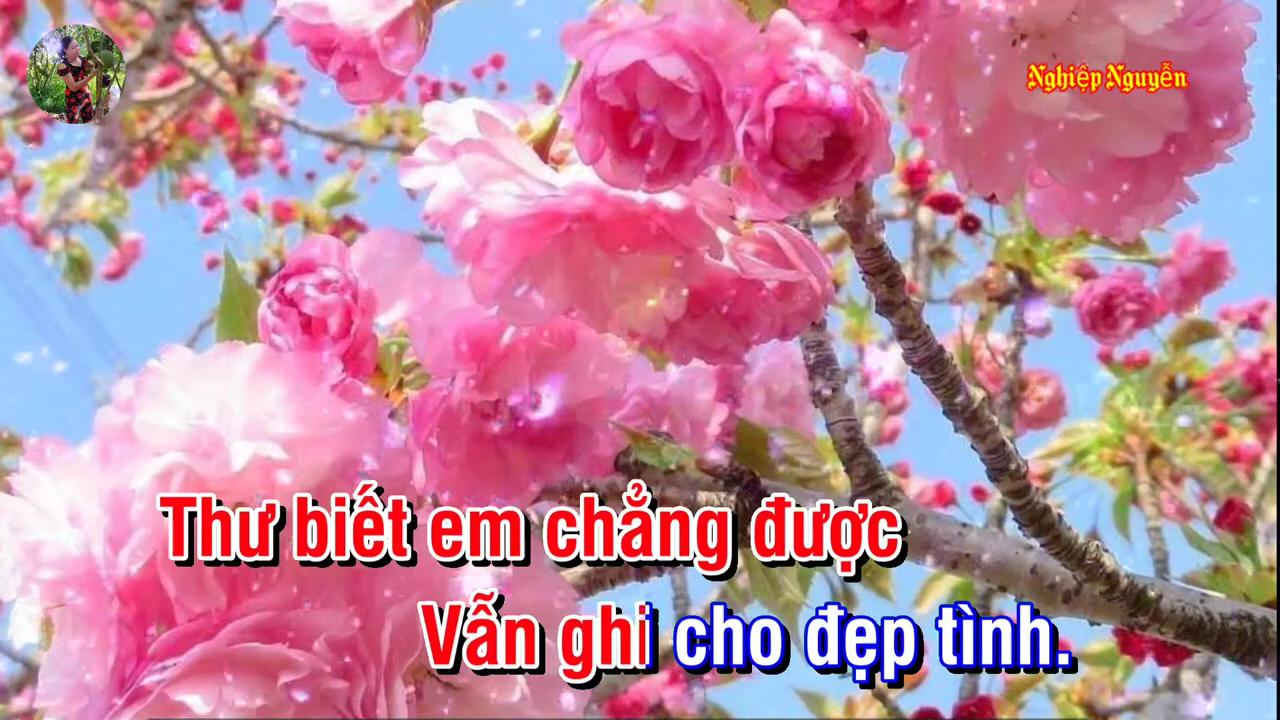 Nghiệp Nguyễn
Thư biết em chẳng được
Vẫn ghi cho đẹp tình.